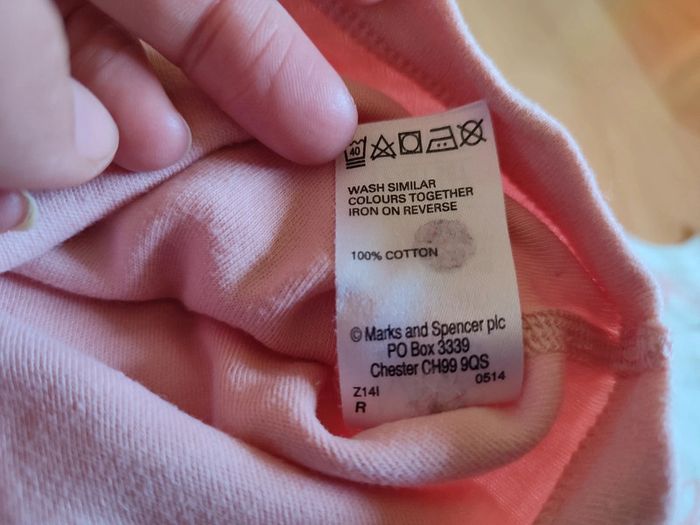 40
WASH SIMILAR
COLOURS TOGETHER
IRON ON REVERSE
100% COTTON
© Marks and Spencer plc
PO Box 3339
Chester CH99 9QS
Z14I 0514
R